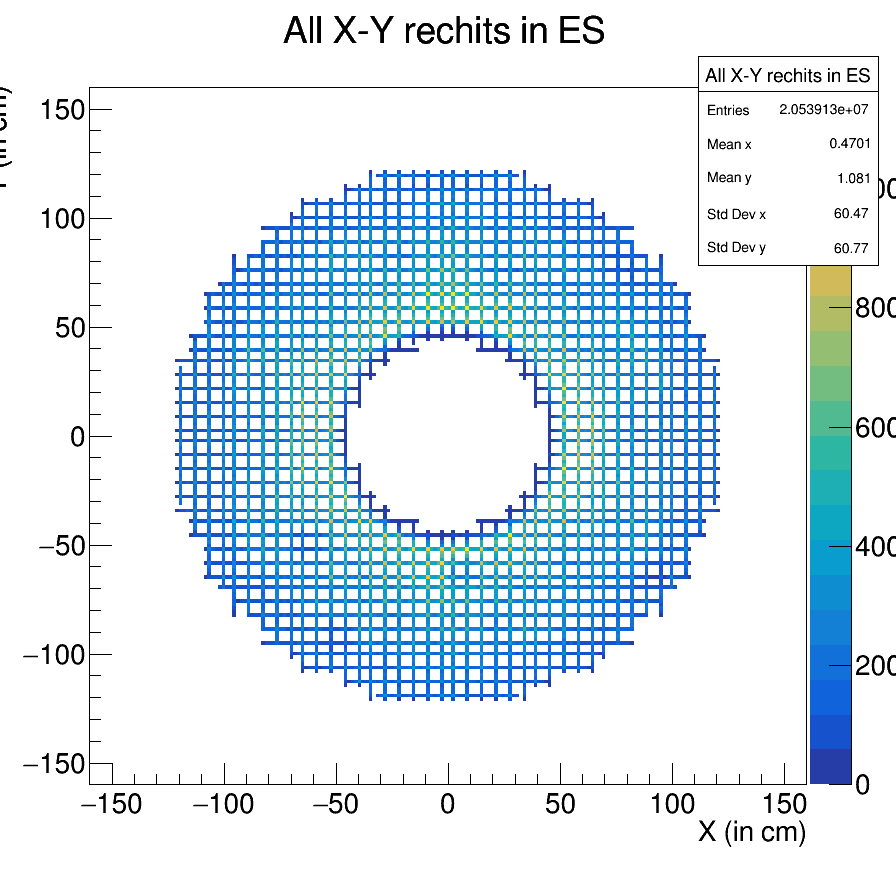 All X-Y rechits in ES
All X-Y rechits in ES
Entries 2.053913e+07
Mean x 0.4701
Mean y 1.081
Std Dev x 60.47
Std Dev y 60.77
(in cm)
150
100
50
0
−50
−100
−150
−150 −100 −50 0 50 100 150
X (in cm)
800
600
400
200
0